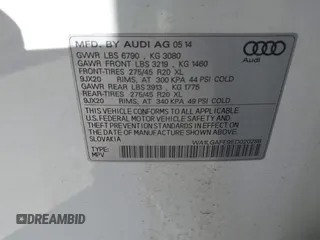 MFD. BY AUDI AG 05 14
GVWR LBS 6790 , KG 3080
GAWR FRONT LBS 3219 , KG 1460
FRONT-TIRES 275/45 R20 XL
9JX20 RIMS, AT 300 KPA 44 PSI COLD
GAWR REAR LBS 3913 , KG 1775
REAR-TIRES 275/45 R20 XL
9JX20 RIMS, AT 340 KPA 49 PSI COLD
THIS VEHICLE CONFORMS TO ALL APPLICABLE
U.S. FEDERAL MOTOR VEHICLE SAFETY AND THEFT
PREVENTION STANDARDS IN EFFECT ON THE
DATE OF MANUFACTURE SHOWN ABOVE.
SLOVAKIA
TYPE:
MPV
Audi
DREAMBID